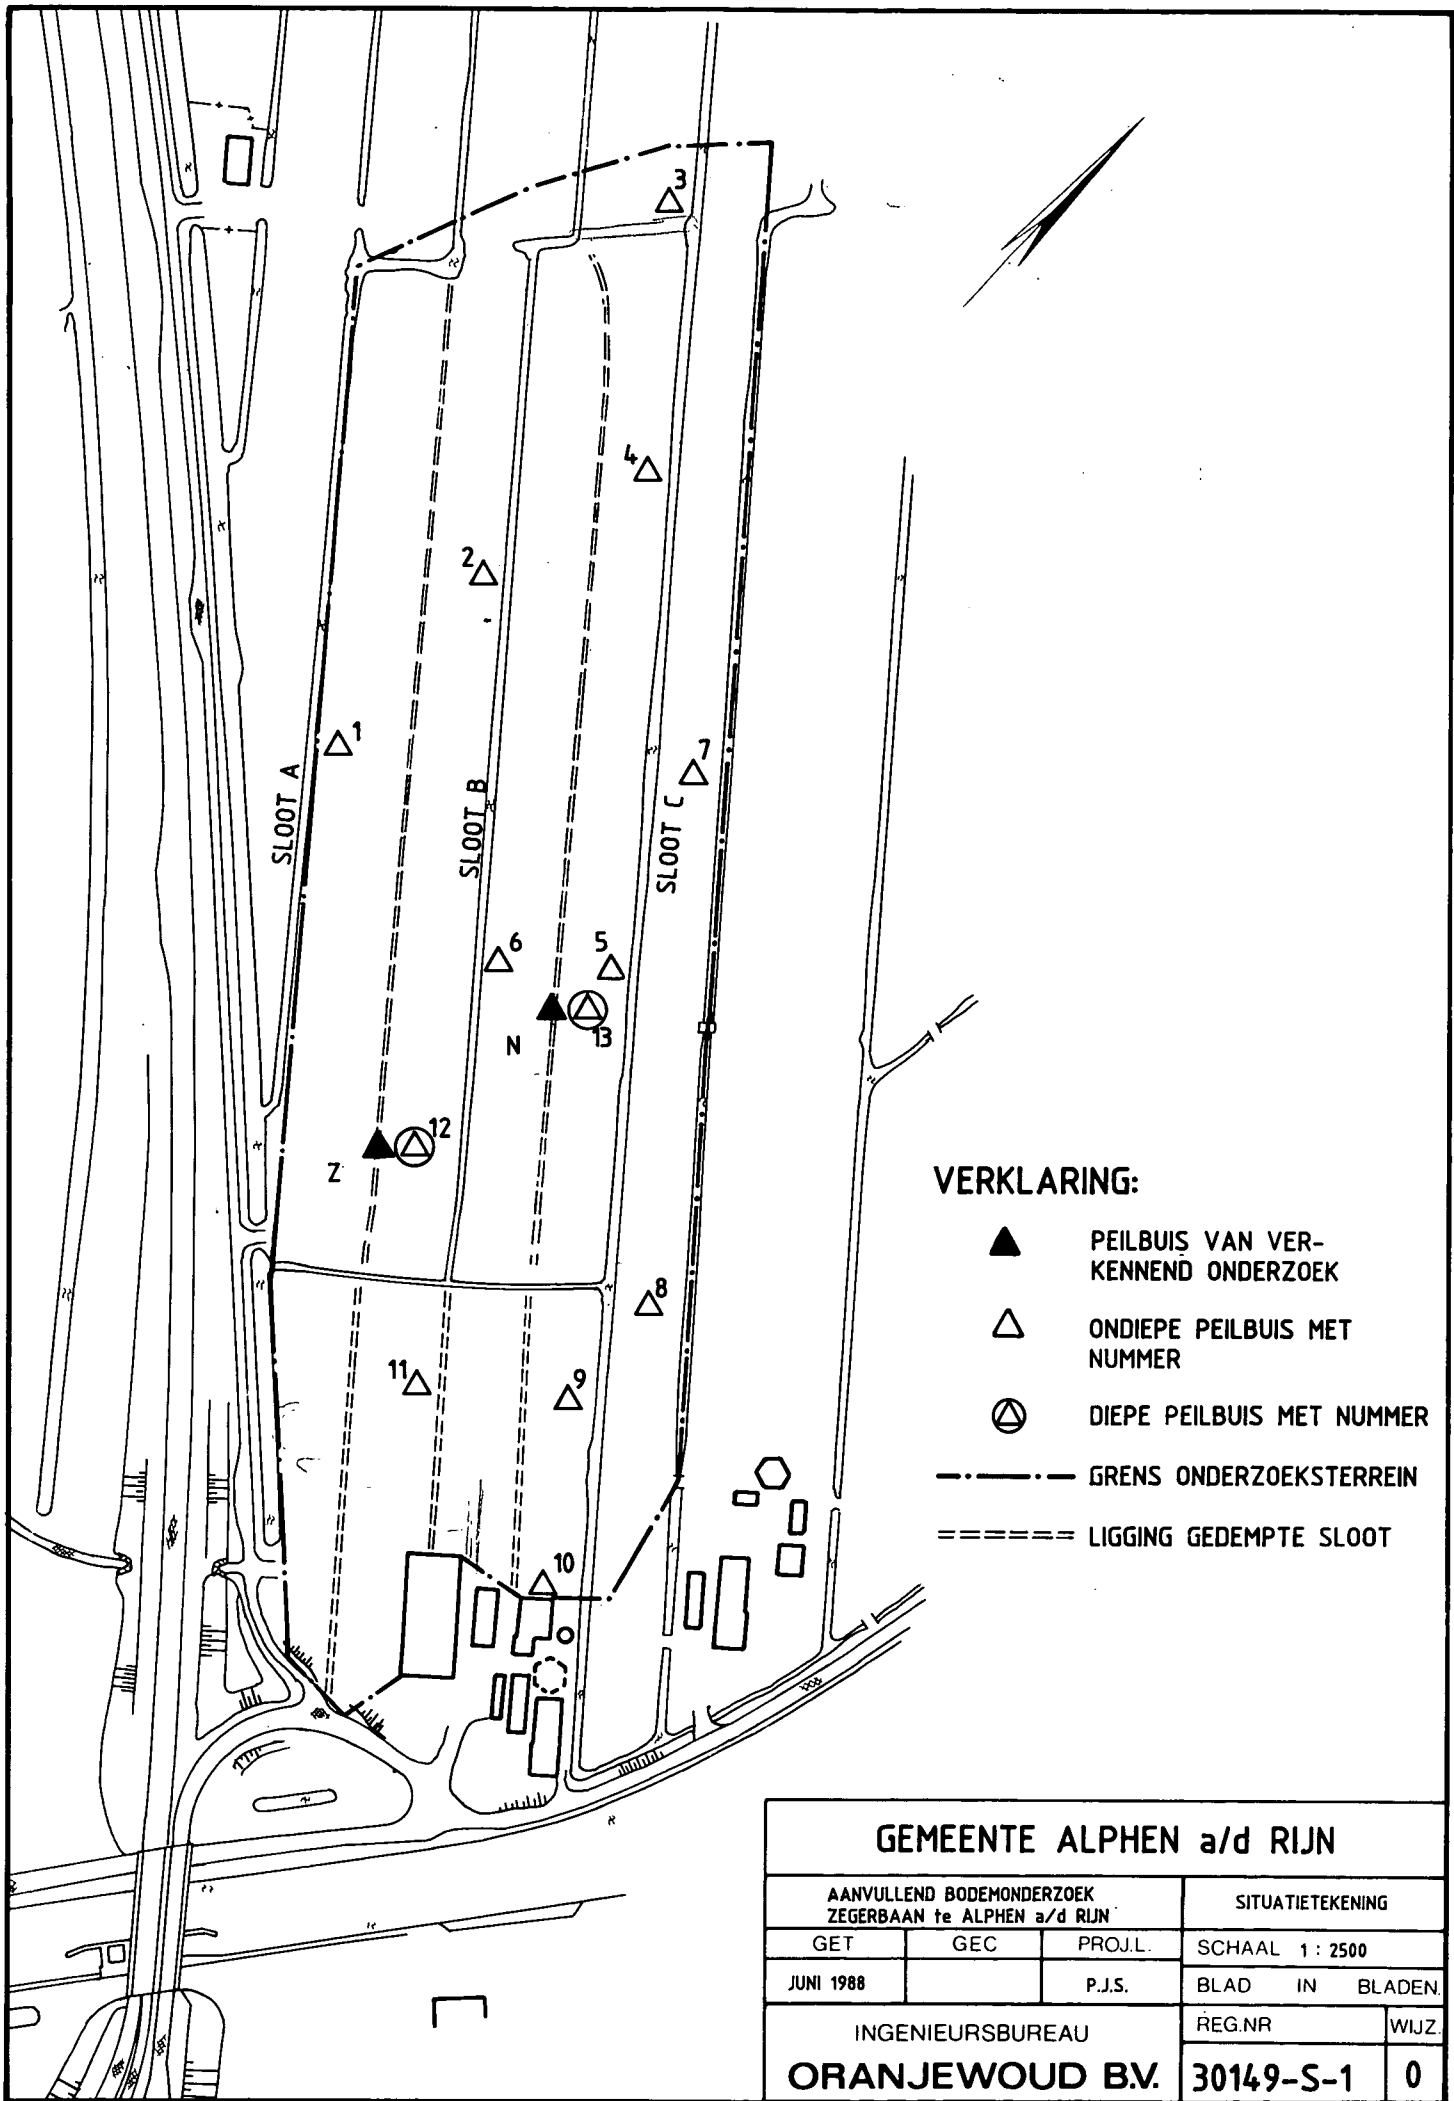 3
4
2
1
7
SLOOT A
SLOOT B
SLOOT C
6
5
N
13
12
Z
8
11
9
10
VERKLARING:
PEILBUIS VAN VER-
KENNEND ONDERZOEK
ONDIEPE PEILBUIS MET
NUMMER
DIEPE PEILBUIS MET NUMMER
GRENS ONDERZOEKSTERREIN
LIGGING GEDEMPTE SLOOT
GEMEENTE ALPHEN a/d RIJN
AANVULLEND BODEMONDERZOEK
ZEGERBAAN te ALPHEN a/d RIJN
SITUATIETEKENING
GET GEC PROJ.L. SCHAAL 1 : 2500
JUNI 1988 P.J.S. BLAD IN BLADEN.
INGENIEURSBUREAU
ORANJEWOUD B.V.
REG.NR WIJZ.
30149-S-1 0